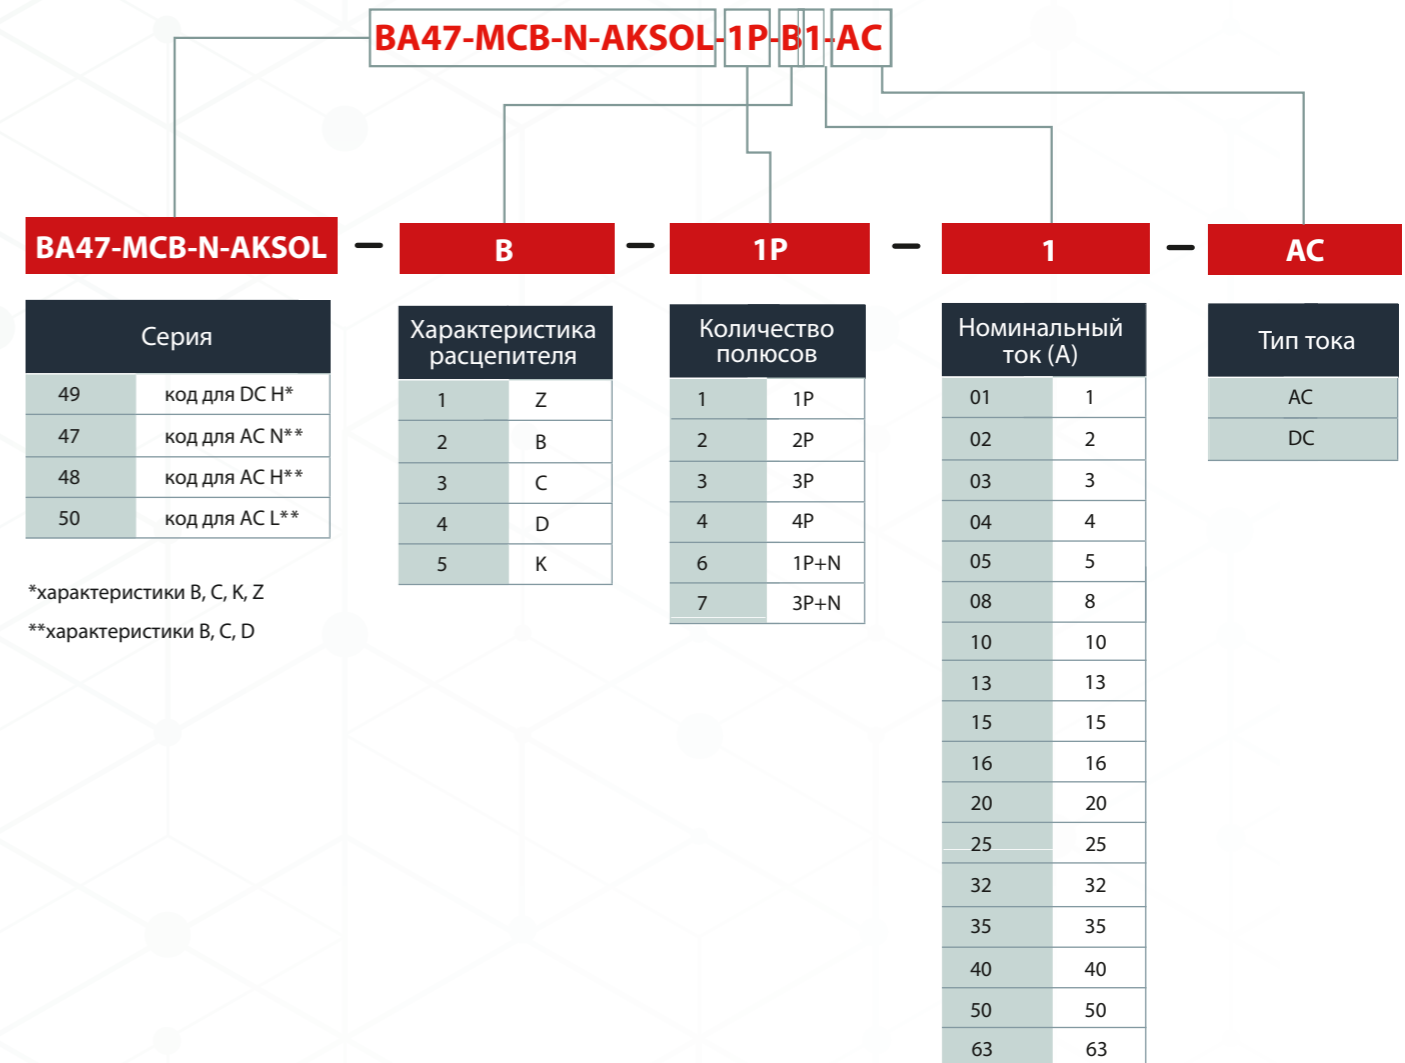 BA47-MCB-N-AKSOL-1P-B1-AC
BA47-MCB-N-AKSOL – B – 1P – 1 – AC
Серия
49 код для DC H*
47 код для AC N**
48 код для AC H**
50 код для AC L**
*характеристики B, C, K, Z
**характеристики B, C, D
Характеристика
расцепителя
1 Z
2 B
3 C
4 D
5 K
Количество
полюсов
1 1P
2 2P
3 3P
4 4P
6 1P+N
7 3P+N
Номинальный
ток (А)
01 1
02 2
03 3
04 4
05 5
08 8
10 10
13 13
15 15
16 16
20 20
25 25
32 32
35 35
40 40
50 50
63 63
Тип тока
AC
DC